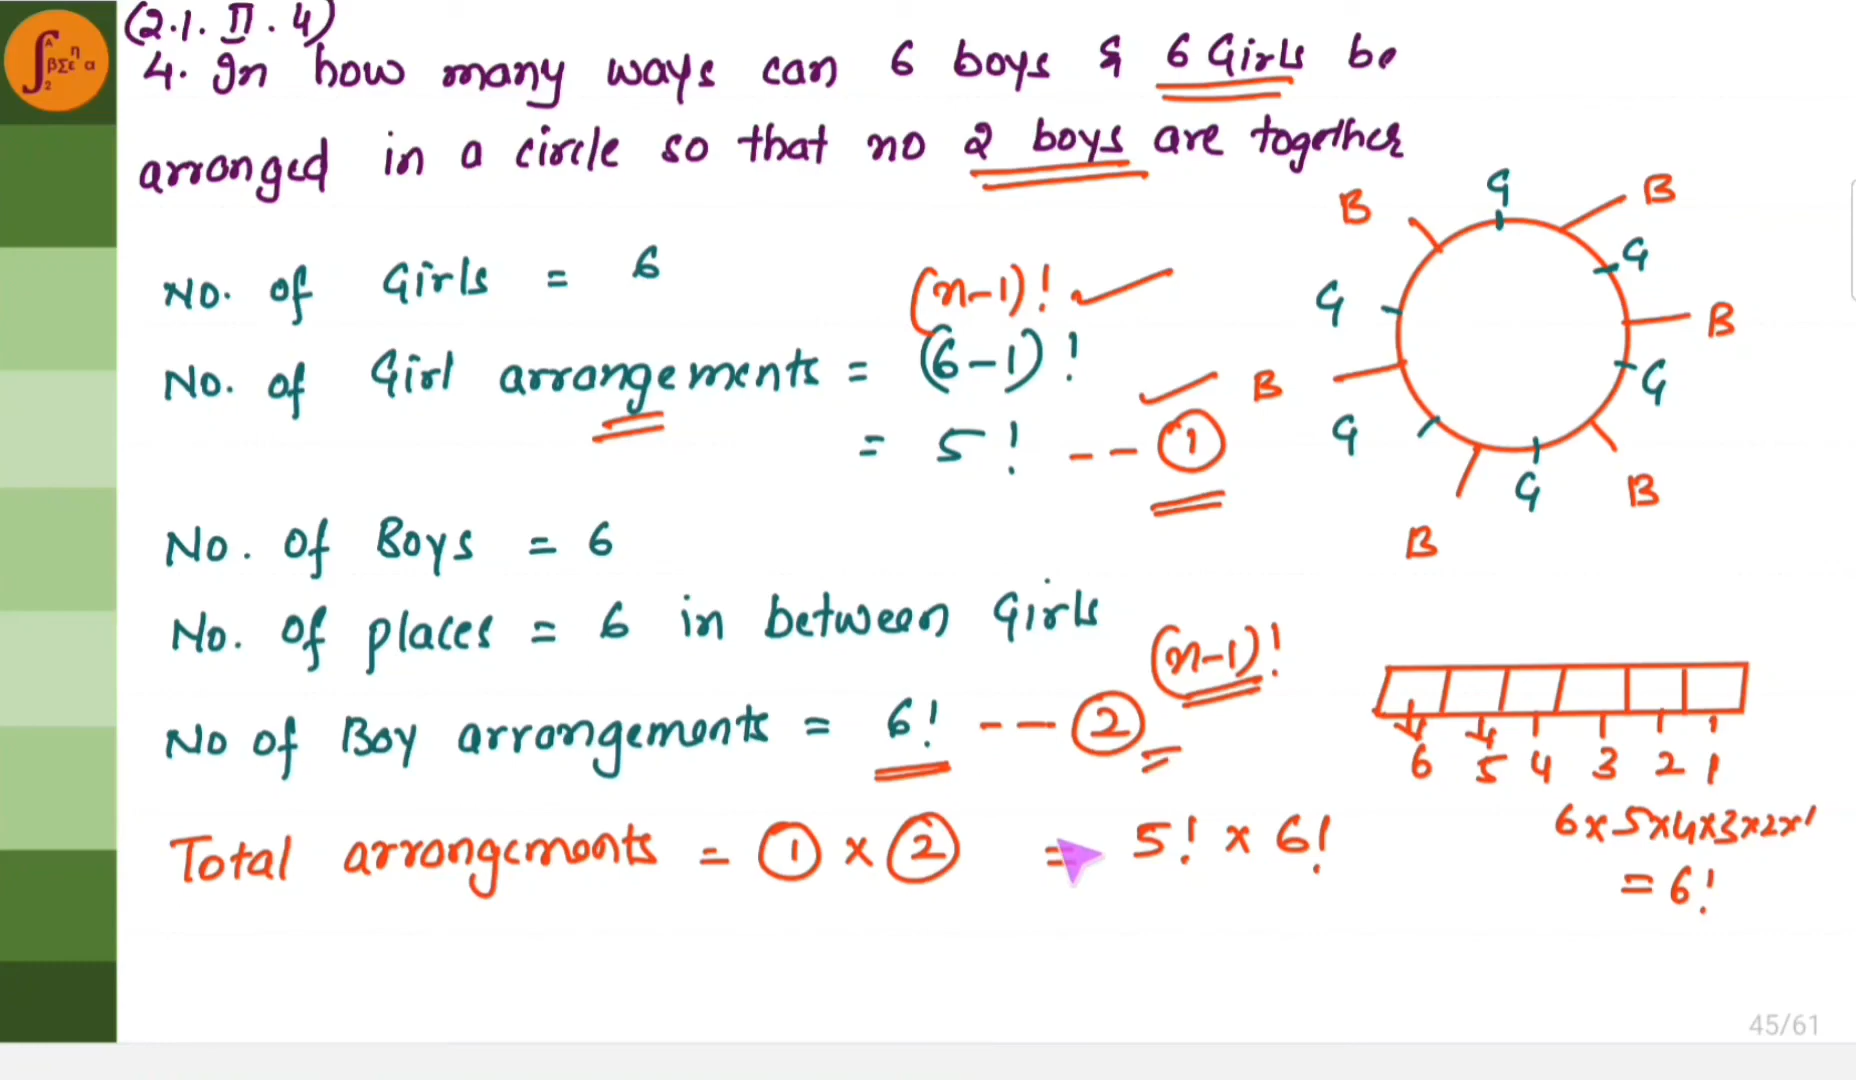 (2.1. II. 4)
4. In how many ways can 6 boys & 6 Girls be
arranged in a circle so that no 2 boys are together
No. of Girls = 6
(n-1)!
No. of Girl arrangements = (6-1)!
= 5! -- 1
No. of Boys = 6
No. of places = 6 in between Girls
(n-1)!
No of Boy arrangements = 6! -- 2
Total arrangements = 1 x 2 = 5! x 6!
G
B
B
G
G
B
G
B
G
G
B
B
6 5 4 3 2 1
6x5x4x3x2x1
= 6!
45/61